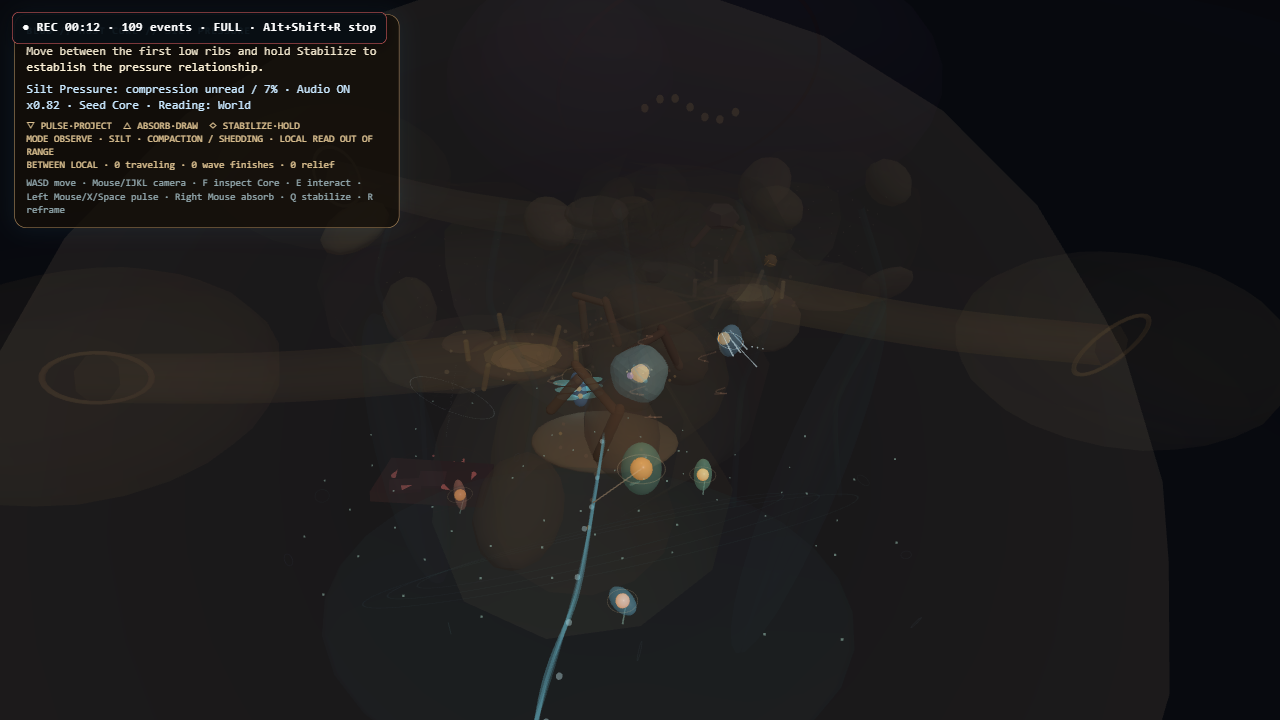 ● REC 00:12 · 109 events · FULL · Alt+Shift+R stop
Move between the first low ribs and hold Stabilize to
establish the pressure relationship.
Silt Pressure: compression unread / 7% · Audio ON
x0.82 · Seed Core · Reading: World
▽ PULSE·PROJECT △ ABSORB·DRAW ◇ STABILIZE·HOLD
MODE OBSERVE · SILT · COMPACTION / SHEDDING · LOCAL READ OUT OF
RANGE
BETWEEN LOCAL · 0 traveling · 0 wave finishes · 0 relief
WASD move · Mouse/IJKL camera · F inspect Core · E interact ·
Left Mouse/X/Space pulse · Right Mouse absorb · Q stabilize · R
reframe